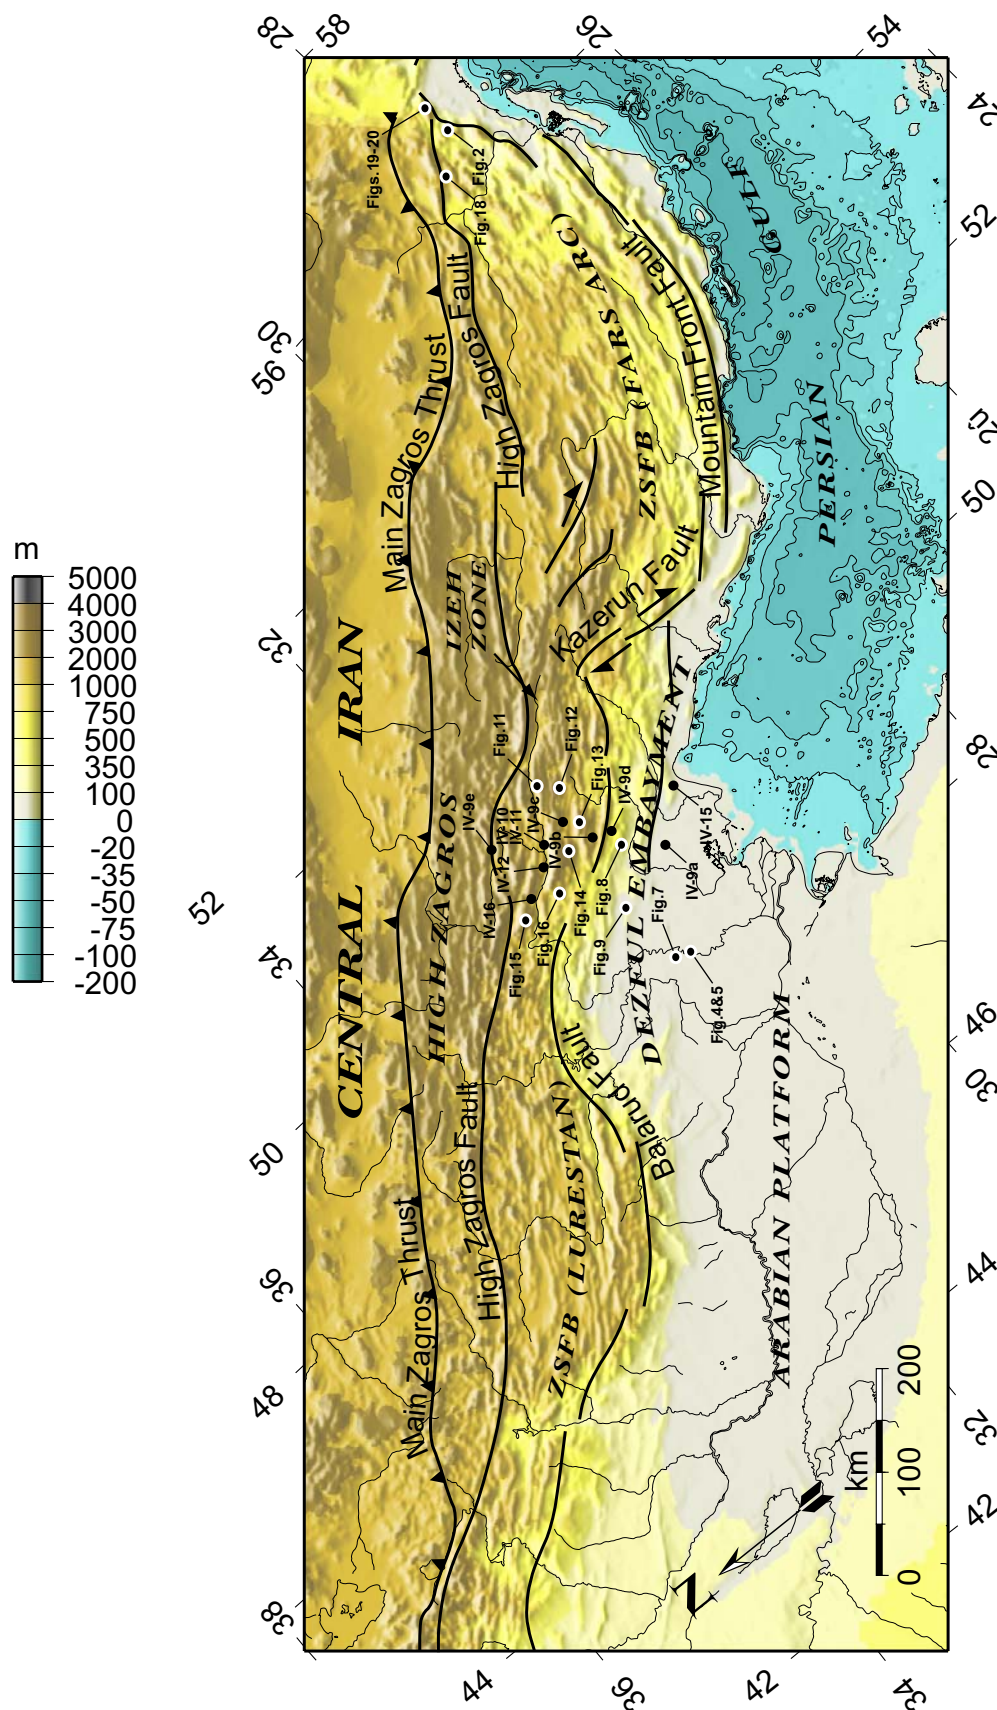 28
58
26
54
24
52
25
50
28
46
30
44
32
42
34
42
36
44
38
48
36
50
34
52
32
56
30
m
5000
4000
3000
2000
1000
750
500
350
100
0
-20
-35
-50
-75
-100
-200
CENTRAL IRAN
HIGH ZAGROS
IZEH
ZONE
ZSFB (FARS ARC)
ZSFB (LURESTAN)
DEZFUL EMBAYMENT
ARABIAN PLATFORM
PERSIAN GULF
Main Zagros Thrust
Main Zagros Thrust
High Zagros Fault
High Zagros Fault
Mountain Front Fault
Kazerun Fault
Balarud Fault
Figs.19-20
Fig.2
Fig.18
Fig.11
Fig.12
Fig.13
IV-9d
IV-9e
IV-10
IV-11
IV-9c
IV-9b
IV-12
IV-16
Fig.15
Fig.16
Fig.14
Fig.8
Fig.9
Fig.7
IV-9a
IV-15
Fig.4&5
N
km
0
100
200